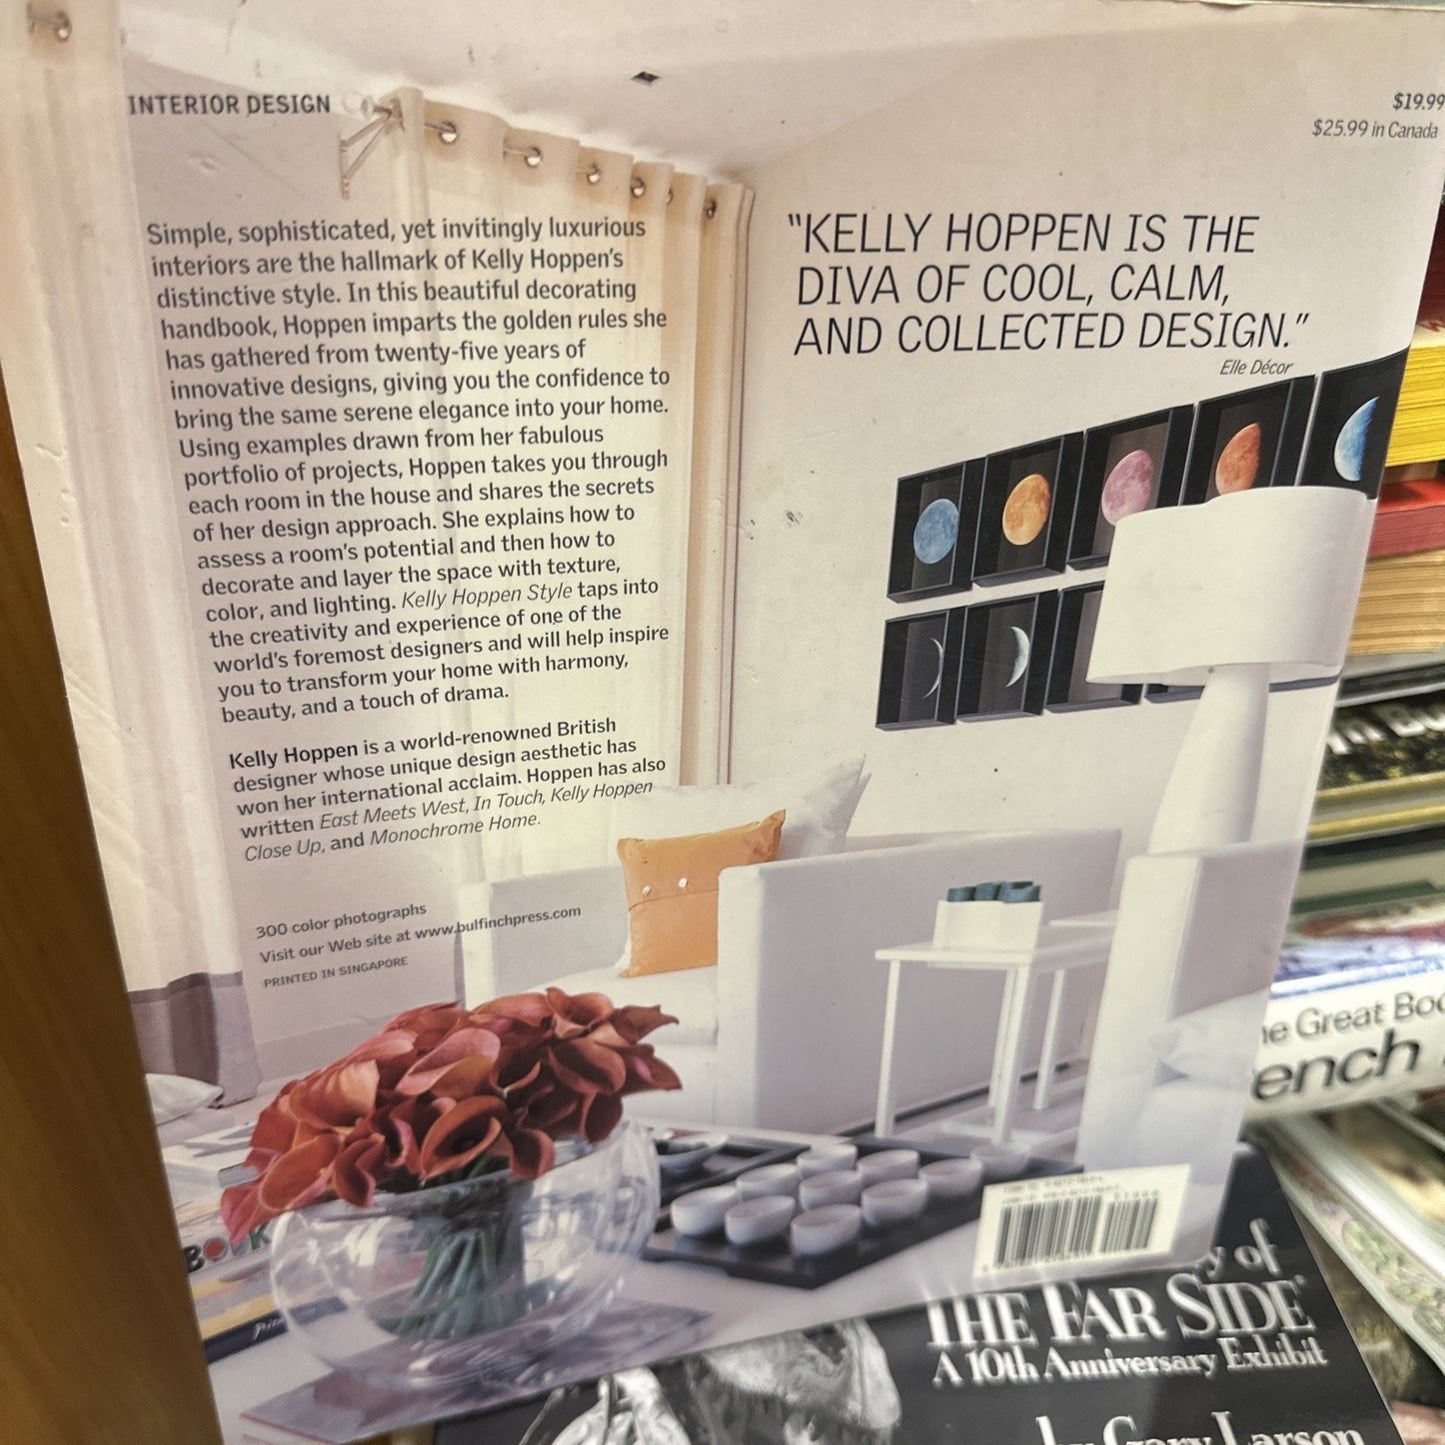 INTERIOR DESIGN
$19.99
$25.99 in Canada
Simple, sophisticated, yet invitingly luxurious
interiors are the hallmark of Kelly Hoppen's
distinctive style. In this beautiful decorating
handbook, Hoppen imparts the golden rules she
has gathered from twenty-five years of
innovative designs, giving you the confidence to
bring the same serene elegance into your home.
Using examples drawn from her fabulous
portfolio of projects, Hoppen takes you through
each room in the house and shares the secrets
of her design approach. She explains how to
assess a room's potential and then how to
decorate and layer the space with texture,
color, and lighting. Kelly Hoppen Style taps into
the creativity and experience of one of the
world's foremost designers and will help inspire
you to transform your home with harmony,
beauty, and a touch of drama.
Kelly Hoppen is a world-renowned British
designer whose unique design aesthetic has
won her international acclaim. Hoppen has also
written East Meets West, In Touch, Kelly Hoppen
Close Up, and Monochrome Home.
300 color photographs
Visit our Web site at www.bulfinchpress.com
PRINTED IN SINGAPORE
"KELLY HOPPEN IS THE
DIVA OF COOL, CALM,
AND COLLECTED DESIGN."
Elle Décor
Great
of
THE FAR SIDE
A 10th Anniversary Exhibit
by Gary Larson